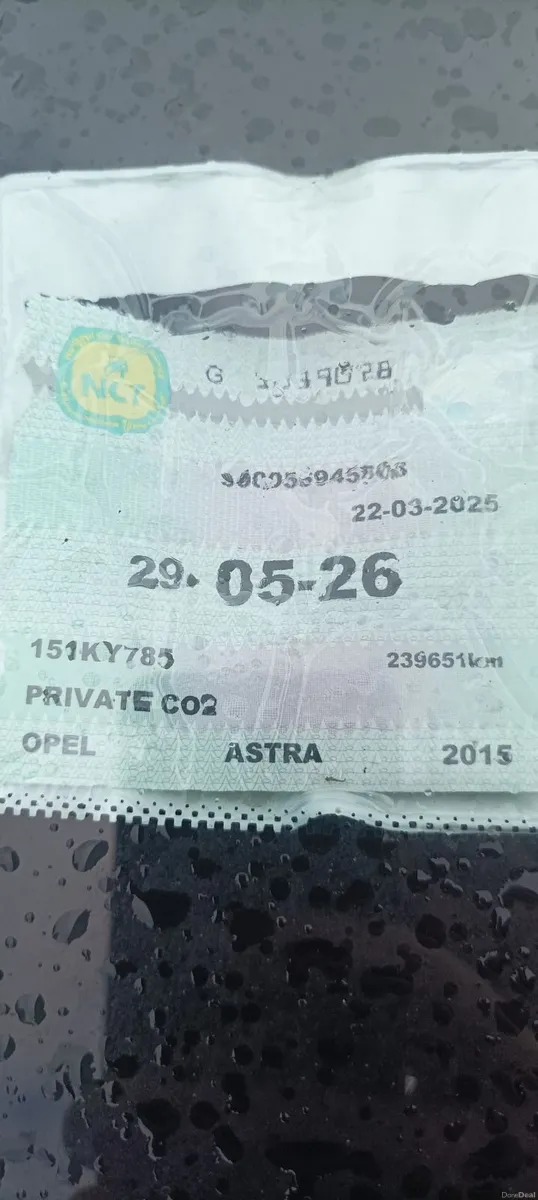 NCT
G
22-03-2025
29. 05-26
151KY785 239651km
PRIVATE CO2
OPEL ASTRA 2015
DoneDeal